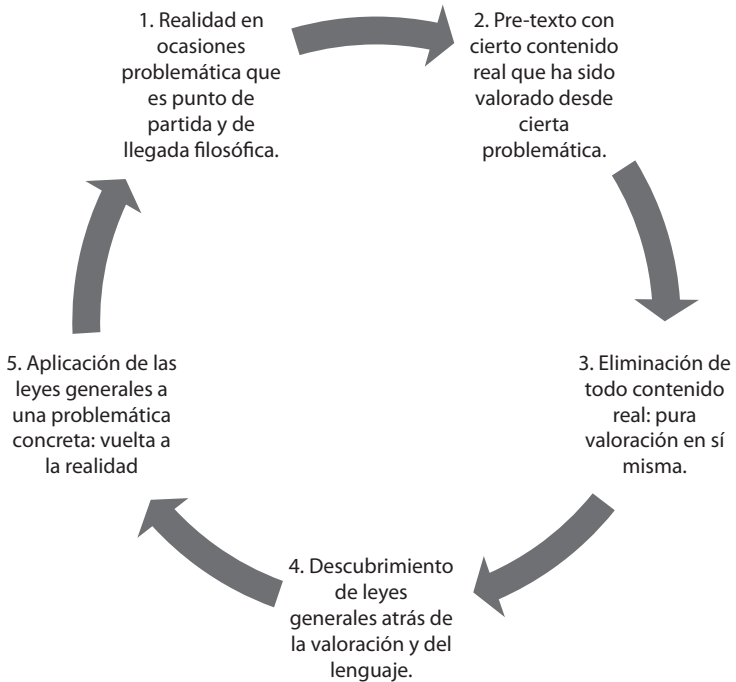 1. Realidad en
ocasiones
problemática que
es punto de
partida y de
llegada filosófica.
2. Pre-texto con
cierto contenido
real que ha sido
valorado desde
cierta
problemática.
3. Eliminación de
todo contenido
real: pura
valoración en sí
misma.
4. Descubrimiento
de leyes
generales atrás de
la valoración y del
lenguaje.
5. Aplicación de las
leyes generales a
una problemática
concreta: vuelta a
la realidad